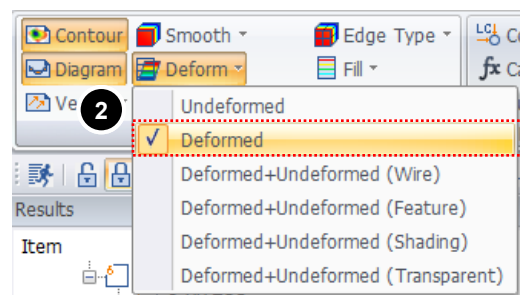 Contour Smooth Edge Type
Diagram Deform Fill
2
Undeformed
Deformed
Deformed+Undeformed (Wire)
Deformed+Undeformed (Feature)
Deformed+Undeformed (Shading)
Deformed+Undeformed (Transparent)
Results
Item